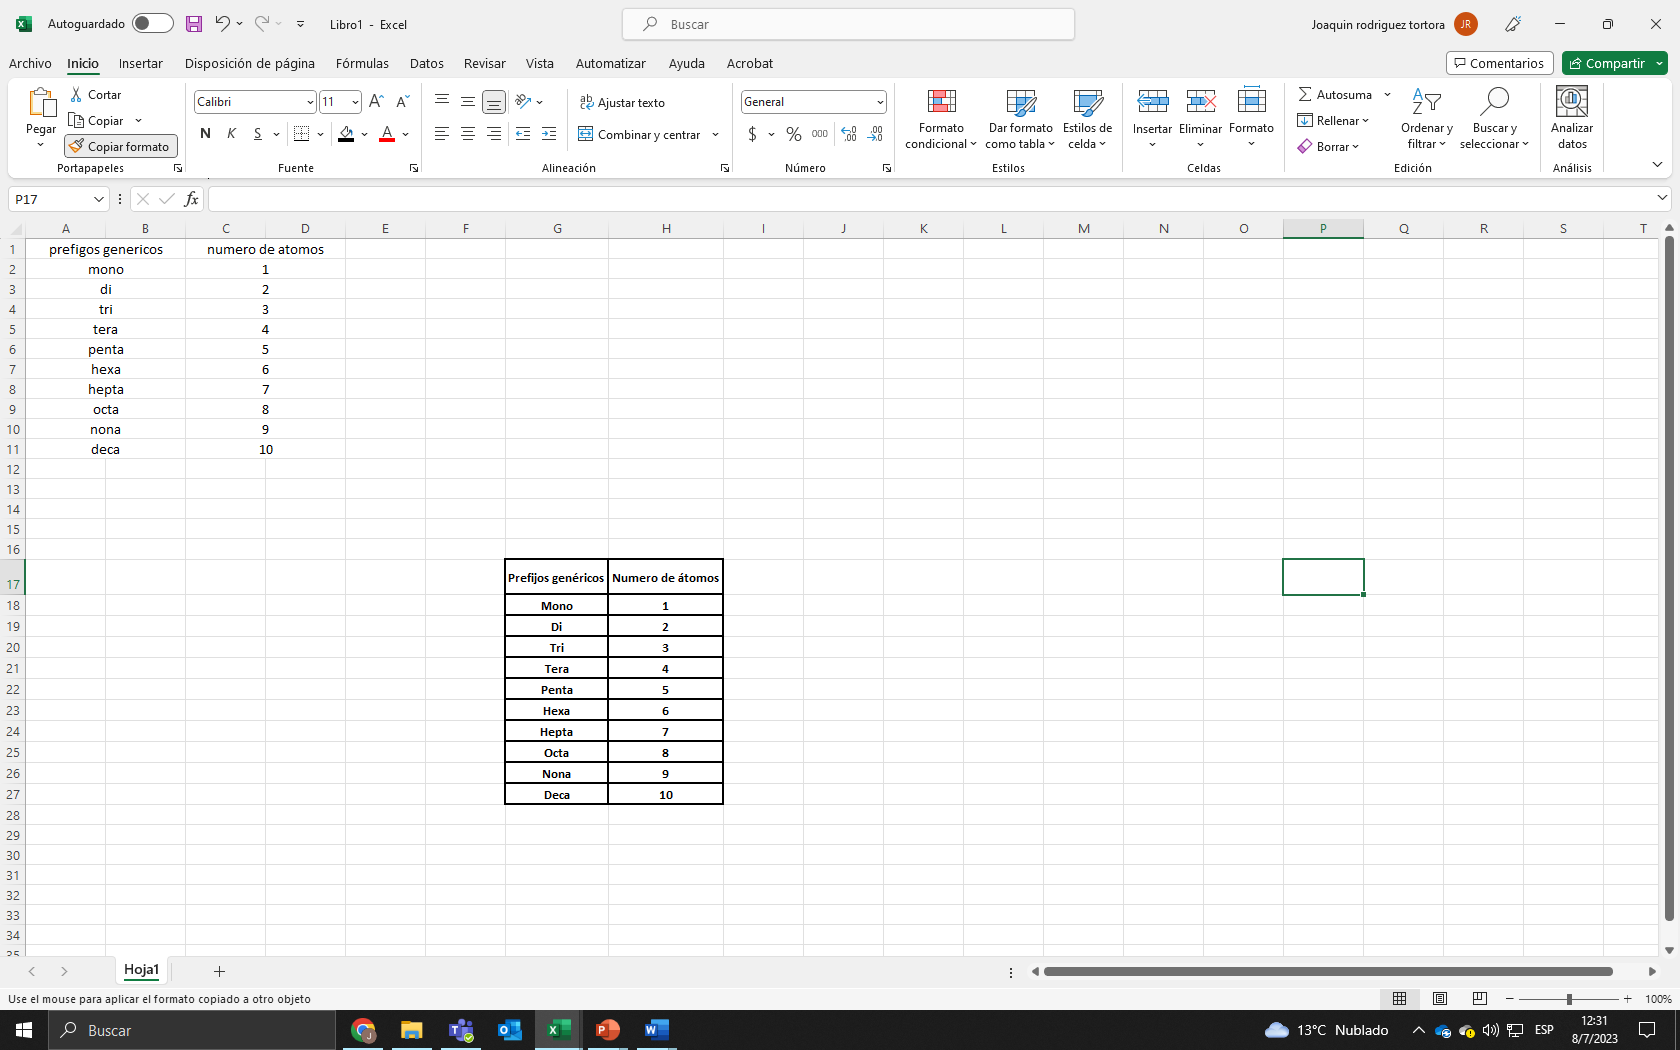 Autoguardado Libro1 - Excel Buscar Joaquin rodriguez tortora JR
Archivo Inicio Insertar Disposición de página Fórmulas Datos Revisar Vista Automatizar Ayuda Acrobat Comentarios Compartir
Pegar Cortar Copiar Copiar formato Portapapeles
Calibri 11 N K S Fuente
Ajustar texto Combinar y centrar Alineación
General $ % 000 Número
Formato condicional Dar formato como tabla Estilos de celda Estilos
Insertar Eliminar Formato Celdas
Autosuma Rellenar Borrar Ordenar y filtrar Buscar y seleccionar Edición
Analizar datos Análisis
P17 fx
A B C D E F G H I J K L M N O P Q R S T
1 prefigos genericos numero de atomos
2 mono 1
3 di 2
4 tri 3
5 tera 4
6 penta 5
7 hexa 6
8 hepta 7
9 octa 8
10 nona 9
11 deca 10
12
13
14
15
16
17 Prefijos genéricos Numero de átomos
18 Mono 1
19 Di 2
20 Tri 3
21 Tera 4
22 Penta 5
23 Hexa 6
24 Hepta 7
25 Octa 8
26 Nona 9
27 Deca 10
28
29
30
31
32
33
34
35
Hoja1
Use el mouse para aplicar el formato copiado a otro objeto 100%
Buscar 13°C Nublado ESP 12:31
8/7/2023